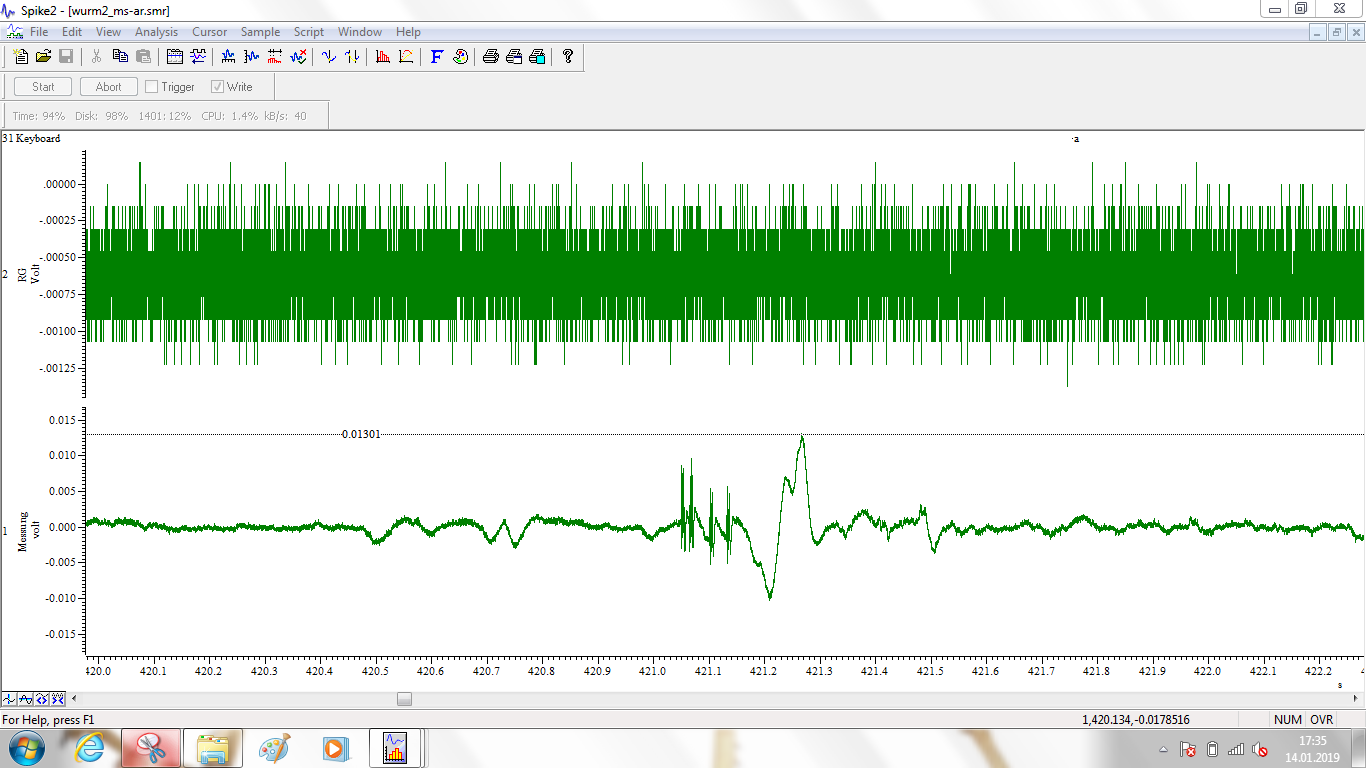 Spike2 - [wurm2_ms-ar.smr]
File Edit View Analysis Cursor Sample Script Window Help
Start Abort Trigger Write
Time: 94% Disk: 98% 1401: 12% CPU: 1.4% kB/s: 40
31 Keyboard
·a
.00000
-.00025
-.00050
2 RG Volt
-.00075
-.00100
-.00125
0.015
0.01301
0.010
0.005
0.000
1 Messung volt
-0.005
-0.010
-0.015
420.0 420.1 420.2 420.3 420.4 420.5 420.6 420.7 420.8 420.9 421.0 421.1 421.2 421.3 421.4 421.5 421.6 421.7 421.8 421.9 422.0 422.1 422.2
s
For Help, press F1 1,420.134,-0.0178516 NUM OVR
17:35
14.01.2019